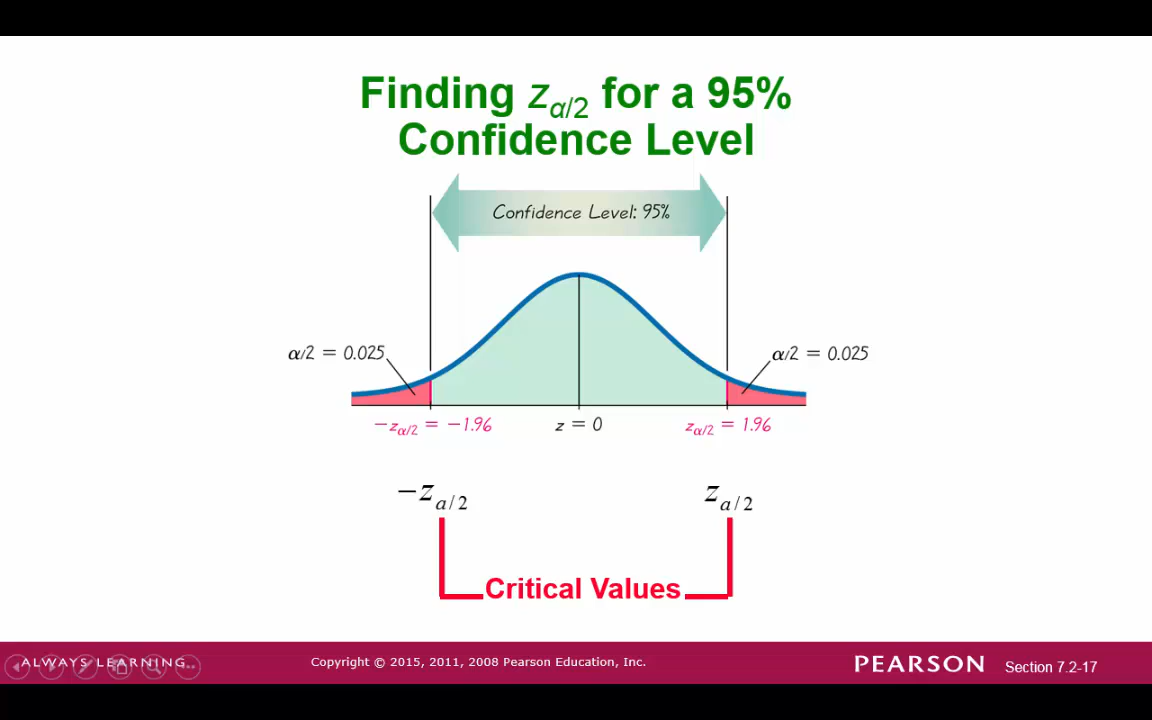 Finding zα/2 for a 95%
Confidence Level
Confidence Level: 95%
α/2 = 0.025
α/2 = 0.025
−zα/2 = −1.96
z = 0
zα/2 = 1.96
−za/2
za/2
Critical Values
ALWAYS LEARNING
Copyright © 2015, 2011, 2008 Pearson Education, Inc.
PEARSON
Section 7.2-17